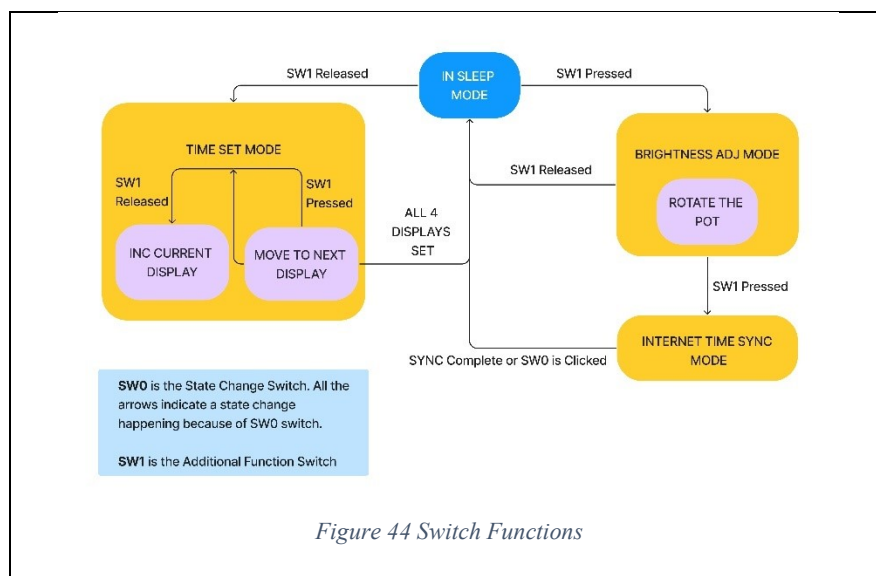 SW1 Released
IN SLEEP
MODE
SW1 Pressed
TIME SET MODE
SW1
Released
SW1
Pressed
INC CURRENT
DISPLAY
MOVE TO NEXT
DISPLAY
ALL 4
DISPLAYS
SET
SW1 Released
BRIGHTNESS ADJ MODE
ROTATE THE
POT
SW1 Pressed
INTERNET TIME SYNC
MODE
SYNC Complete or SW0 is Clicked
SW0 is the State Change Switch. All the
arrows indicate a state change
happening because of SW0 switch.
SW1 is the Additional Function Switch
Figure 44 Switch Functions